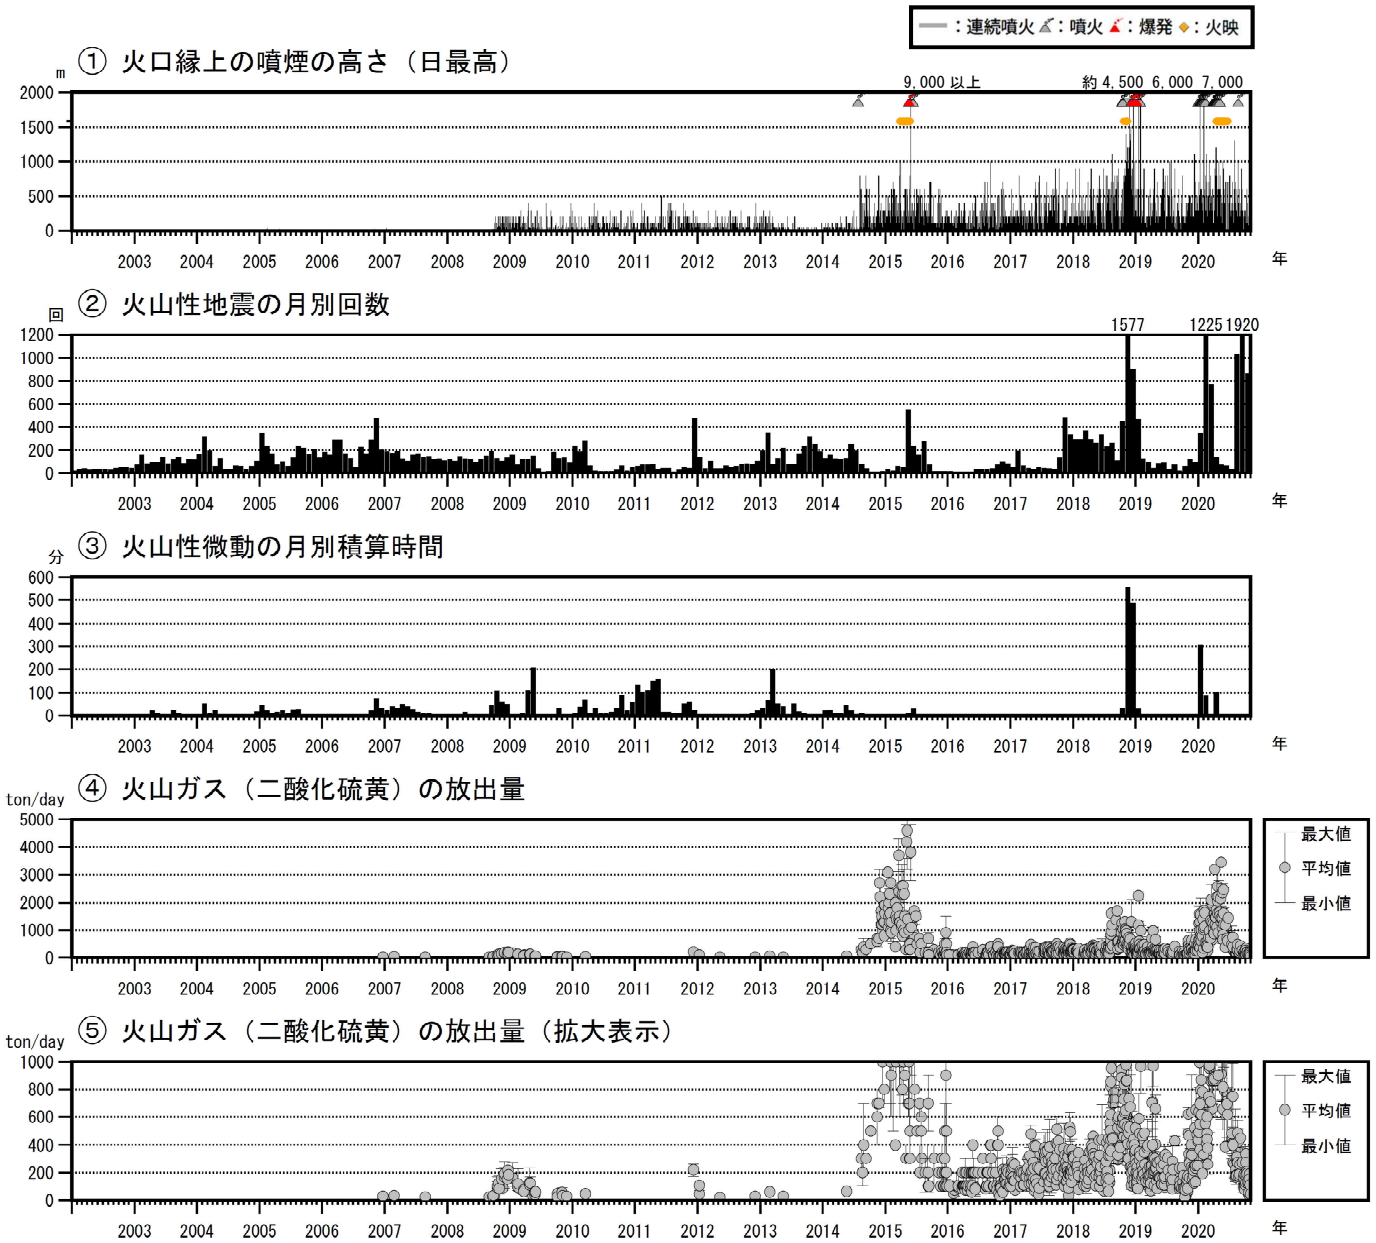 ━：連続噴火 ：噴火 ：爆発 ：火映
① 火口縁上の噴煙の高さ（日最高）
m
9,000 以上 約 4,500 6,000 7,000
2000
1500
1000
500
0
2003 2004 2005 2006 2007 2008 2009 2010 2011 2012 2013 2014 2015 2016 2017 2018 2019 2020 年
② 火山性地震の月別回数
回
1577 1225 1920
1200
1000
800
600
400
200
0
2003 2004 2005 2006 2007 2008 2009 2010 2011 2012 2013 2014 2015 2016 2017 2018 2019 2020 年
③ 火山性微動の月別積算時間
分
600
500
400
300
200
100
0
2003 2004 2005 2006 2007 2008 2009 2010 2011 2012 2013 2014 2015 2016 2017 2018 2019 2020 年
④ 火山ガス（二酸化硫黄）の放出量
ton/day
5000
4000
3000
2000
1000
0
最大値
平均値
最小値
2003 2004 2005 2006 2007 2008 2009 2010 2011 2012 2013 2014 2015 2016 2017 2018 2019 2020 年
⑤ 火山ガス（二酸化硫黄）の放出量（拡大表示）
ton/day
1000
800
600
400
200
0
最大値
平均値
最小値
2003 2004 2005 2006 2007 2008 2009 2010 2011 2012 2013 2014 2015 2016 2017 2018 2019 2020 年